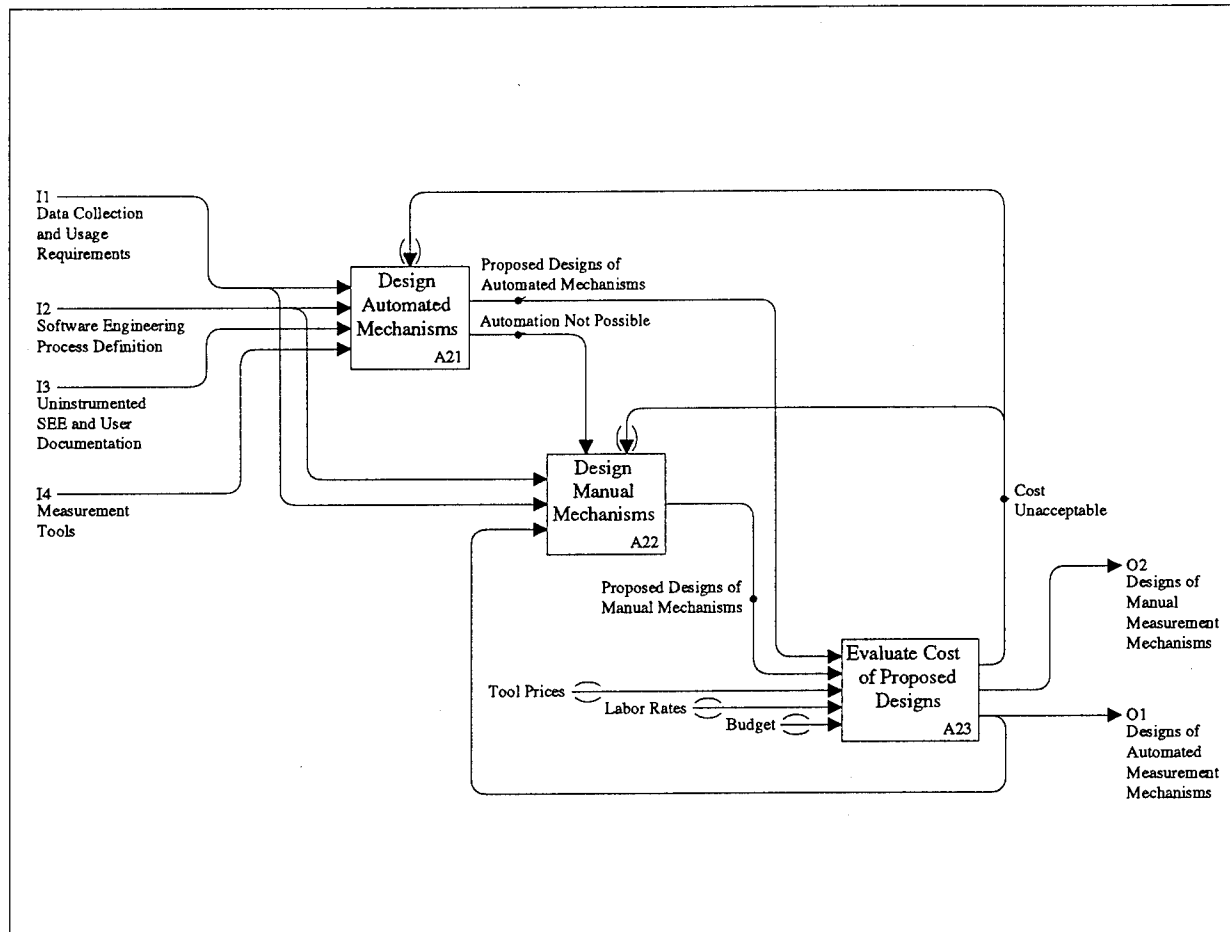 I1
Data Collection
and Usage
Requirements
I2
Software Engineering
Process Definition
I3
Uninstrumented
SEE and User
Documentation
I4
Measurement
Tools
Design
Automated
Mechanisms
A21
Proposed Designs of
Automated Mechanisms
Automation Not Possible
Design
Manual
Mechanisms
A22
Proposed Designs of
Manual Mechanisms
Tool Prices
Labor Rates
Budget
Evaluate Cost
of Proposed
Designs
A23
Cost
Unacceptable
O2
Designs of
Manual
Measurement
Mechanisms
O1
Designs of
Automated
Measurement
Mechanisms